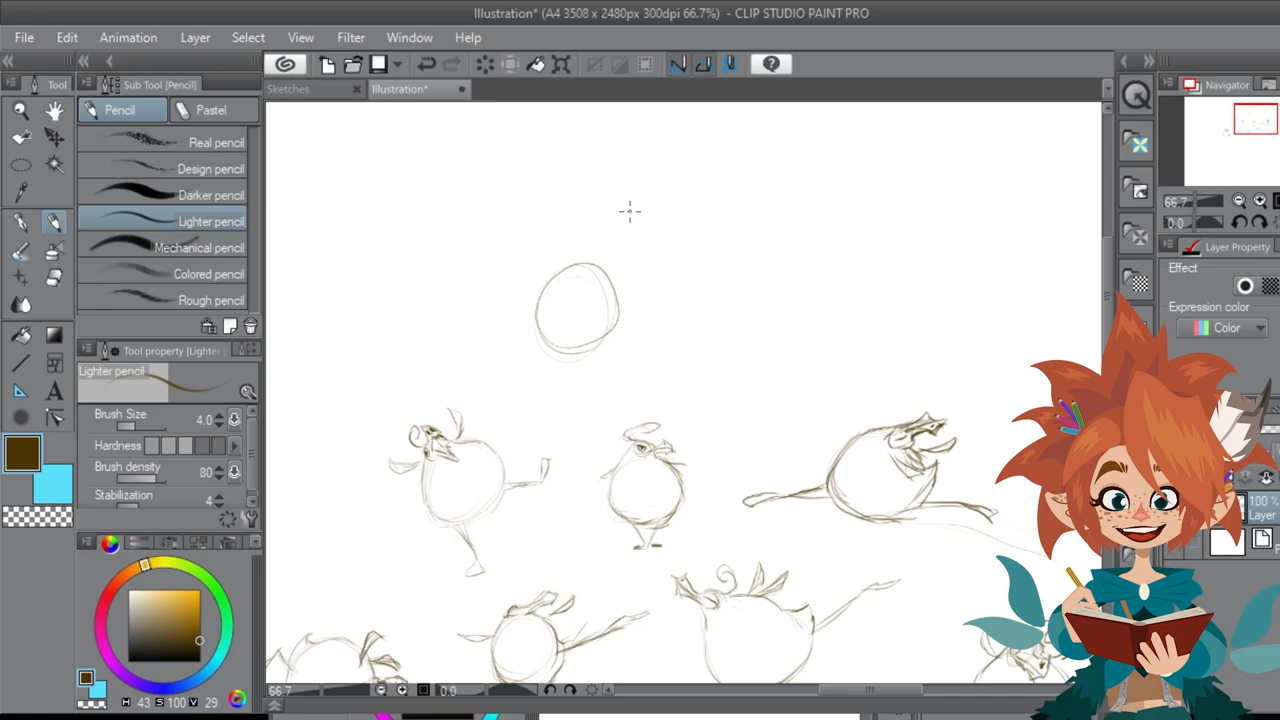 Illustration* (A4 3508 x 2480px 300dpi 66.7%) - CLIP STUDIO PAINT PRO
File Edit Animation Layer Select View Filter Window Help
Tool
Sub Tool [Pencil]
Sketches
Illustration*
Navigator
Pencil
Pastel
Real pencil
Design pencil
Darker pencil
Lighter pencil
Mechanical pencil
Colored pencil
Rough pencil
66.7
0.0
Layer Property
Effect
Expression color
Color
Tool property [Lighter
Lighter pencil
Brush Size 4.0
Hardness
Brush density 80
Stabilization 4
100 %
Layer
66.7
0.0
H 43 S 100 V 29